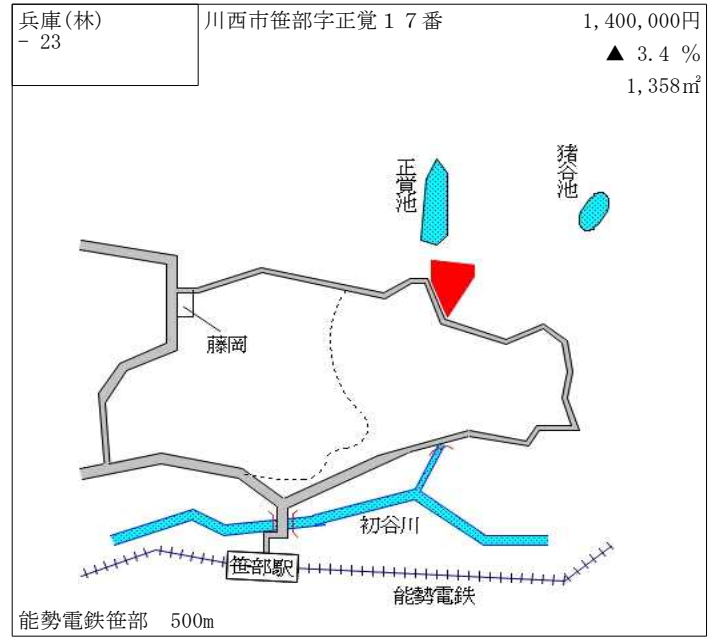 兵庫(林)
- 23
川西市笹部字正覚１７番
1,400,000円
▲ 3.4 %
1,358㎡
正覚池
猪谷池
藤岡
初谷川
笹部駅
能勢電鉄
能勢電鉄笹部　500m